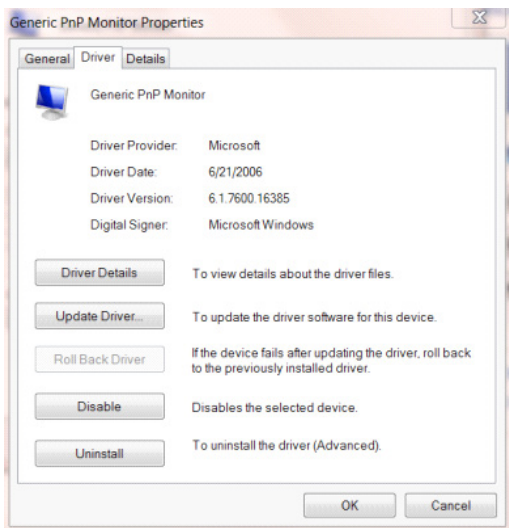 Generic PnP Monitor Properties
General Driver Details
Generic PnP Monitor
Driver Provider: Microsoft
Driver Date: 6/21/2006
Driver Version: 6.1.7600.16385
Digital Signer: Microsoft Windows
Driver Details To view details about the driver files.
Update Driver... To update the driver software for this device.
Roll Back Driver If the device fails after updating the driver, roll back
to the previously installed driver.
Disable Disables the selected device.
Uninstall To uninstall the driver (Advanced).
OK Cancel